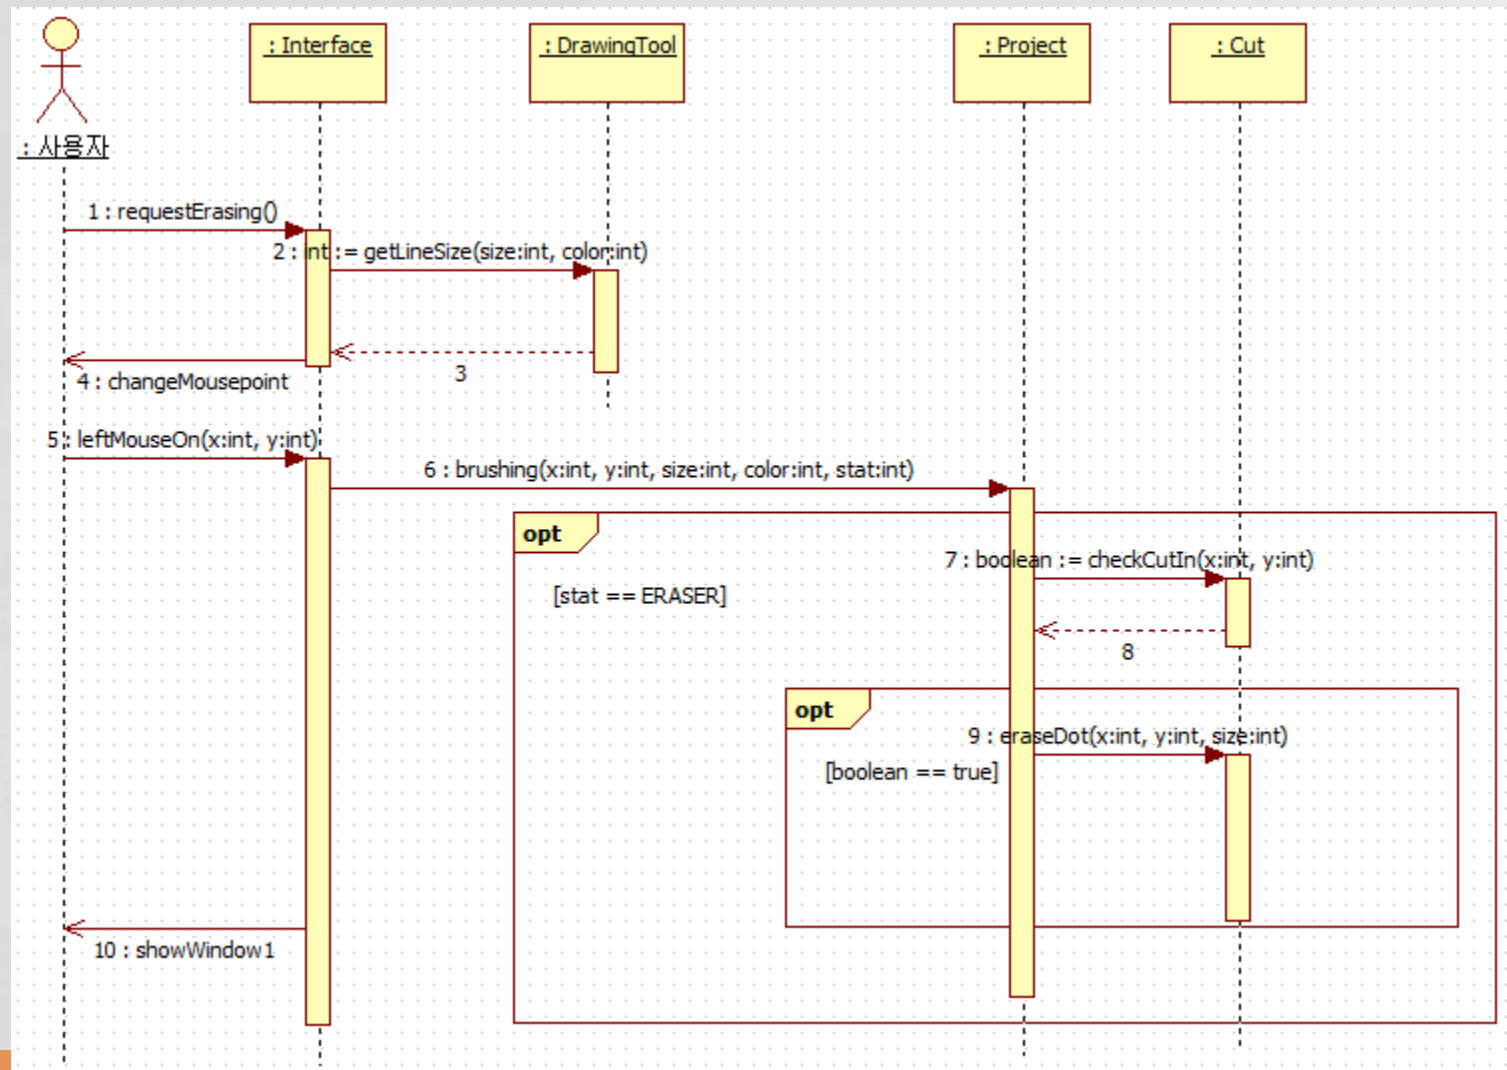 : Interface
: DrawingTool
: Project
: Cut
: 사용자
1 : requestErasing()
2 : int := getLineSize(size:int, color:int)
3
4 : changeMousepoint
5 : leftMouseOn(x:int, y:int)
6 : brushing(x:int, y:int, size:int, color:int, stat:int)
opt
7 : boolean := checkCutIn(x:int, y:int)
[stat == ERASER]
8
opt
9 : eraseDot(x:int, y:int, size:int)
[boolean == true]
10 : showWindow1